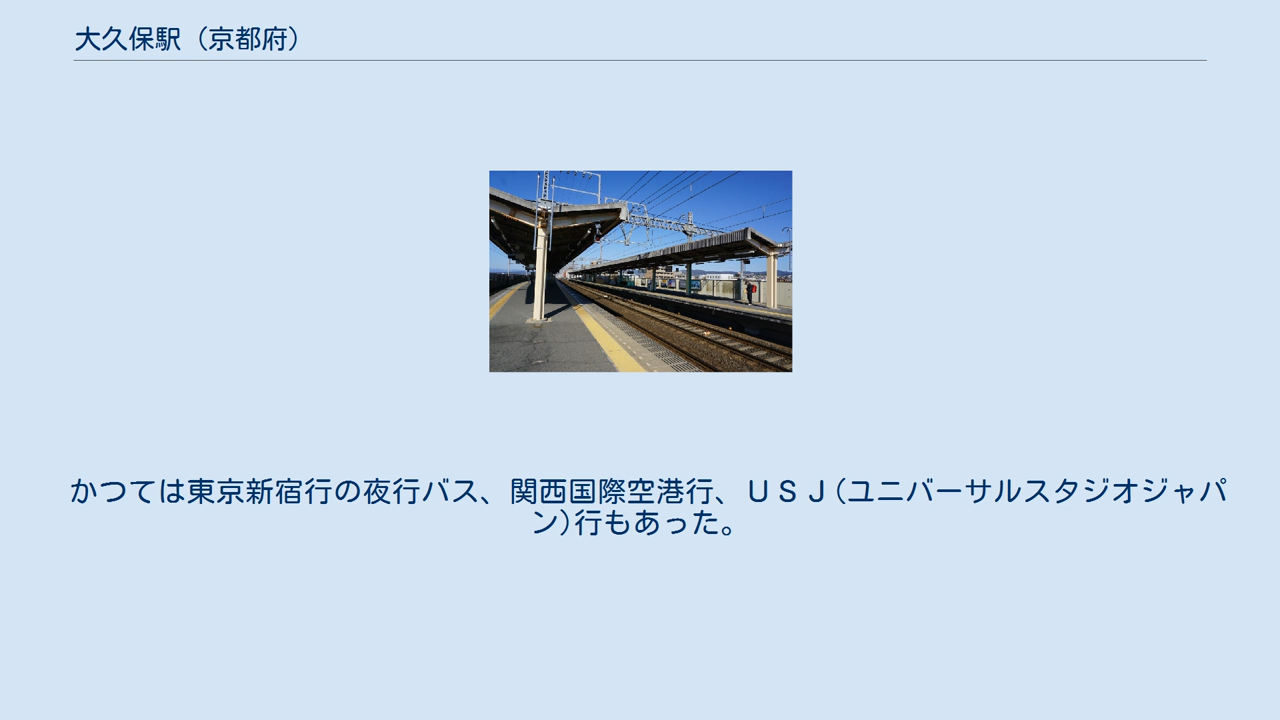 大久保駅（京都府）
かつては東京新宿行の夜行バス、関西国際空港行、ＵＳＪ(ユニバーサルスタジオジャパ
ン)行もあった。